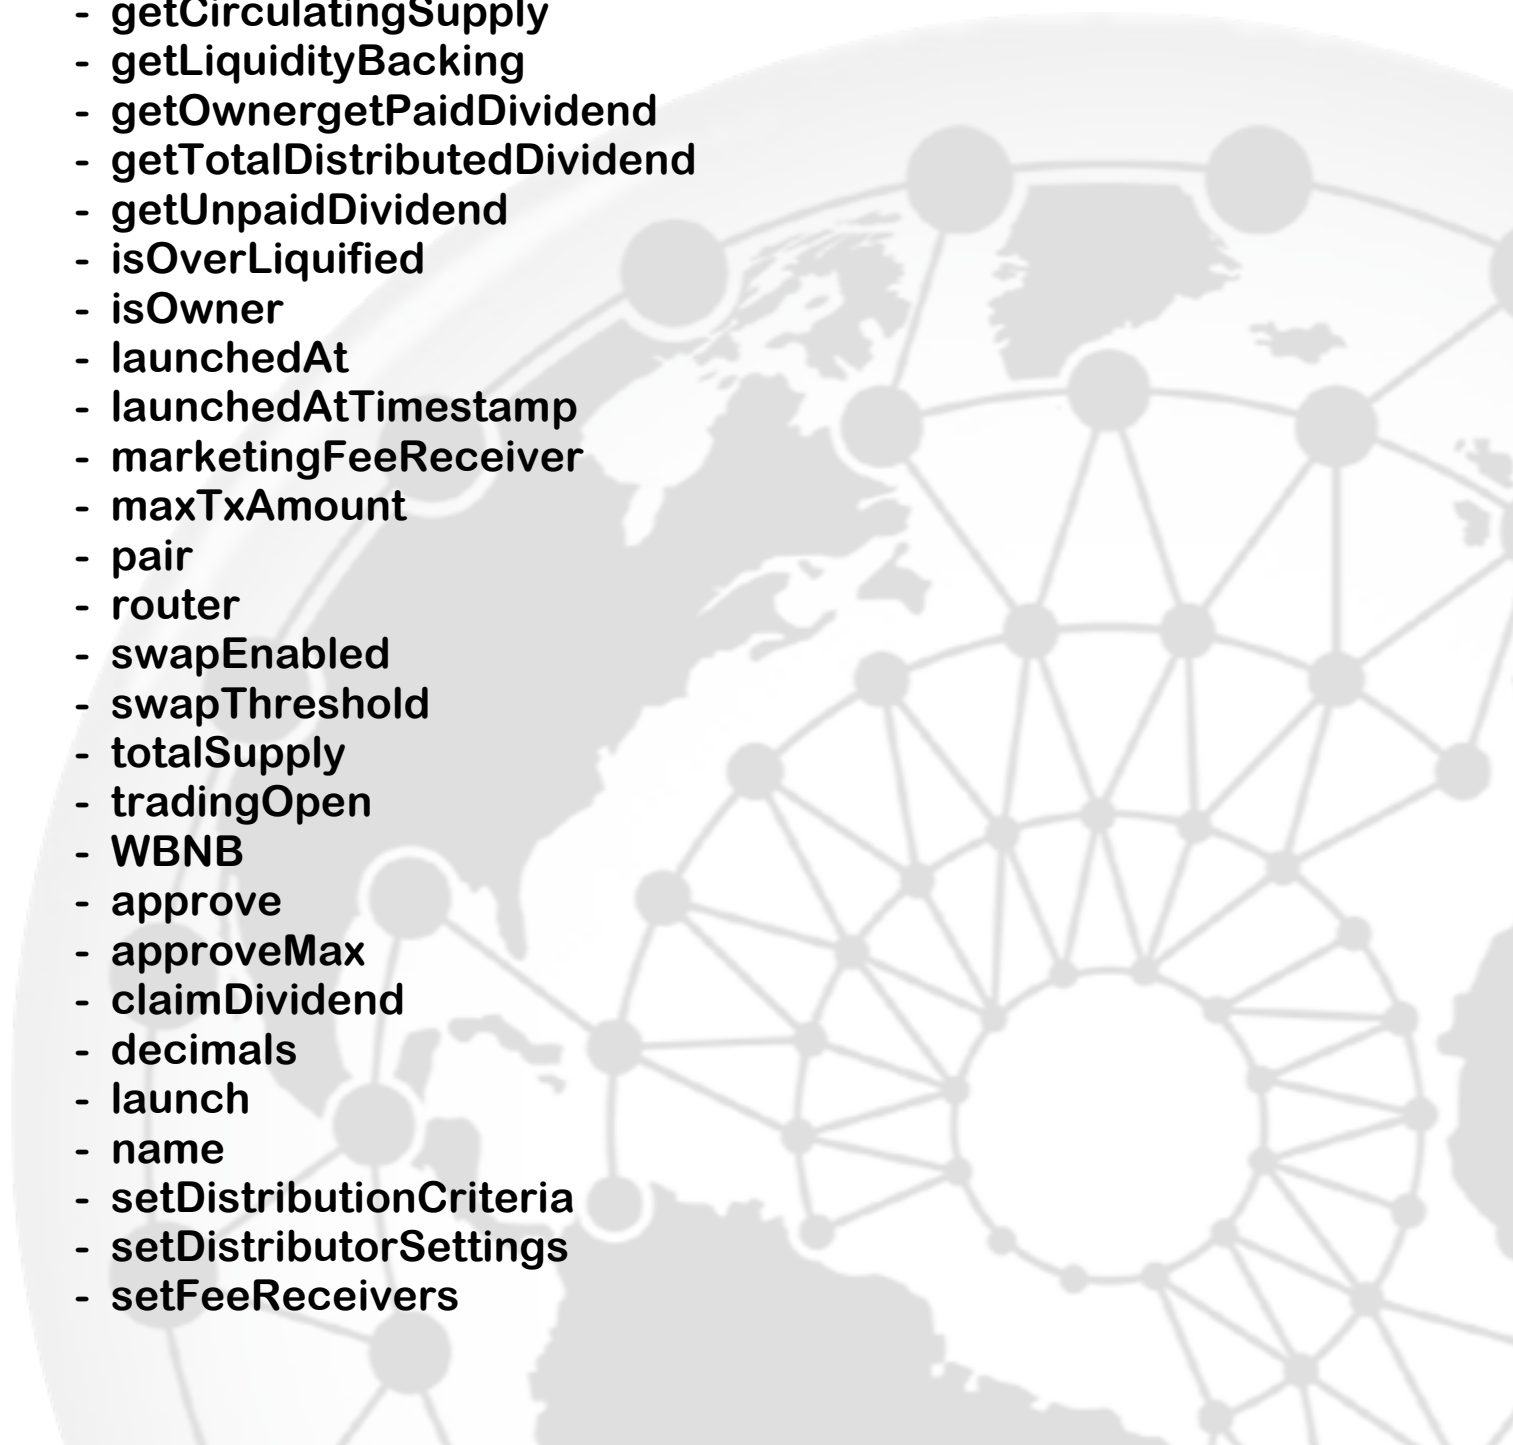 - getCirculatingSupply
- getLiquidityBacking
- getOwnergetPaidDividend
- getTotalDistributedDividend
- getUnpaidDividend
- isOverLiquified
- isOwner
- launchedAt
- launchedAtTimestamp
- marketingFeeReceiver
- maxTxAmount
- pair
- router
- swapEnabled
- swapThreshold
- totalSupply
- tradingOpen
- WBNB
- approve
- approveMax
- claimDividend
- decimals
- launch
- name
- setDistributionCriteria
- setDistributorSettings
- setFeeReceivers